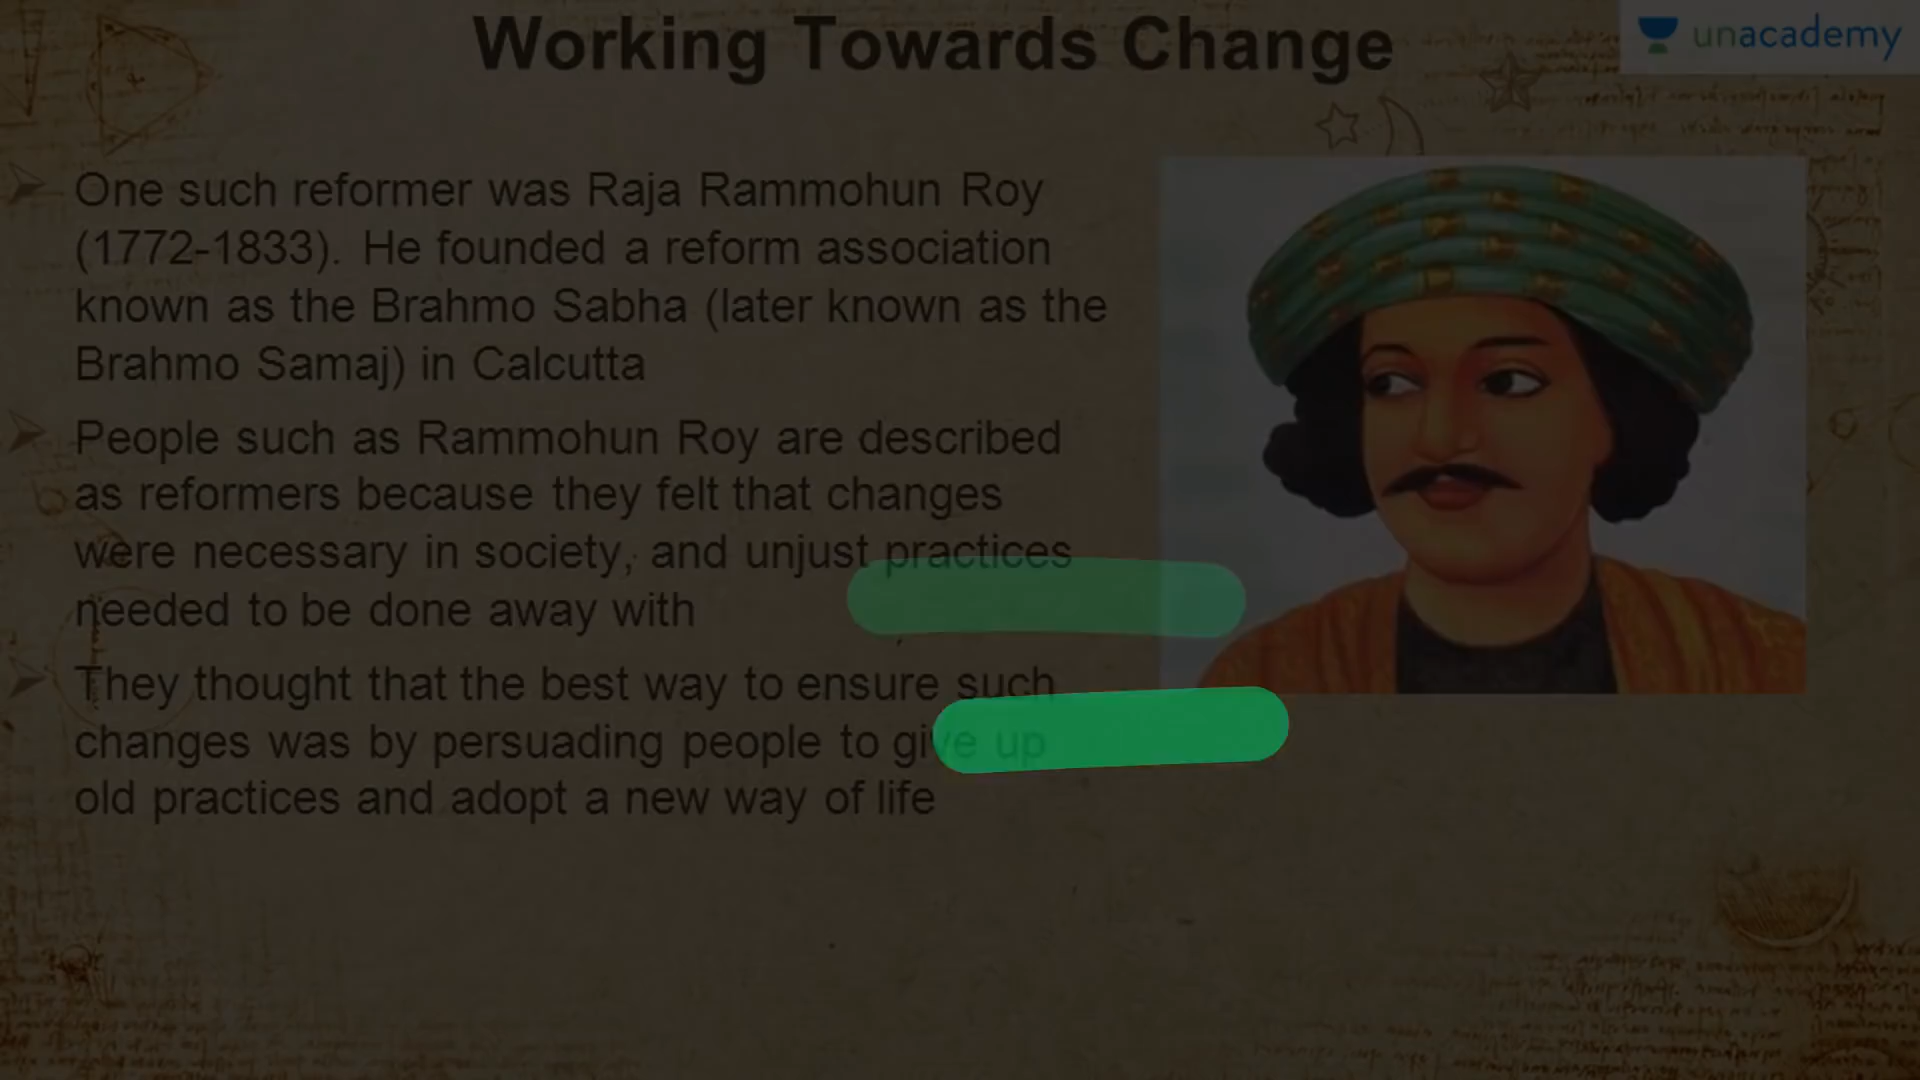 Working Towards Change
unacademy
One such reformer was Raja Rammohun Roy
(1772-1833). He founded a reform association
known as the Brahmo Sabha (later known as the
Brahmo Samaj) in Calcutta
People such as Rammohun Roy are described
as reformers because they felt that changes
were necessary in society, and unjust practices
needed to be done away with
They thought that the best way to ensure such
changes was by persuading people to give up
old practices and adopt a new way of life